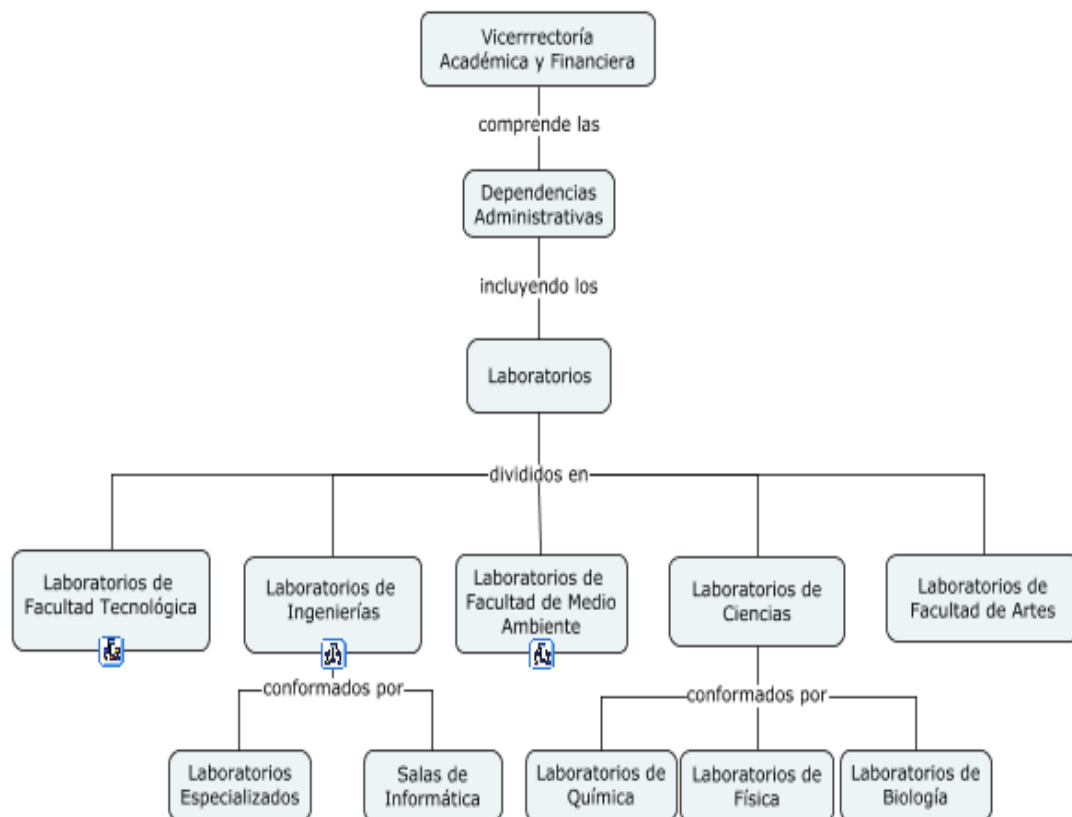 Vicerrrectoría
Académica y Financiera
comprende las
Dependencias
Administrativas
incluyendo los
Laboratorios
divididos en
Laboratorios de
Facultad Tecnológica
Laboratorios de
Ingenierías
Laboratorios de
Facultad de Medio
Ambiente
Laboratorios de
Ciencias
Laboratorios de
Facultad de Artes
conformados por
conformados por
Laboratorios
Especializados
Salas de
Informática
Laboratorios de
Química
Laboratorios de
Física
Laboratorios de
Biología